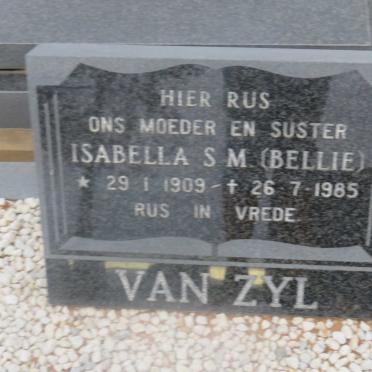 HIER RUS
ONS MOEDER EN SUSTER
ISABELLA S.M. (BELLIE)
★ 29·1·1909 - ✝ 26·7·1985
RUS IN VREDE.
VAN ZYL